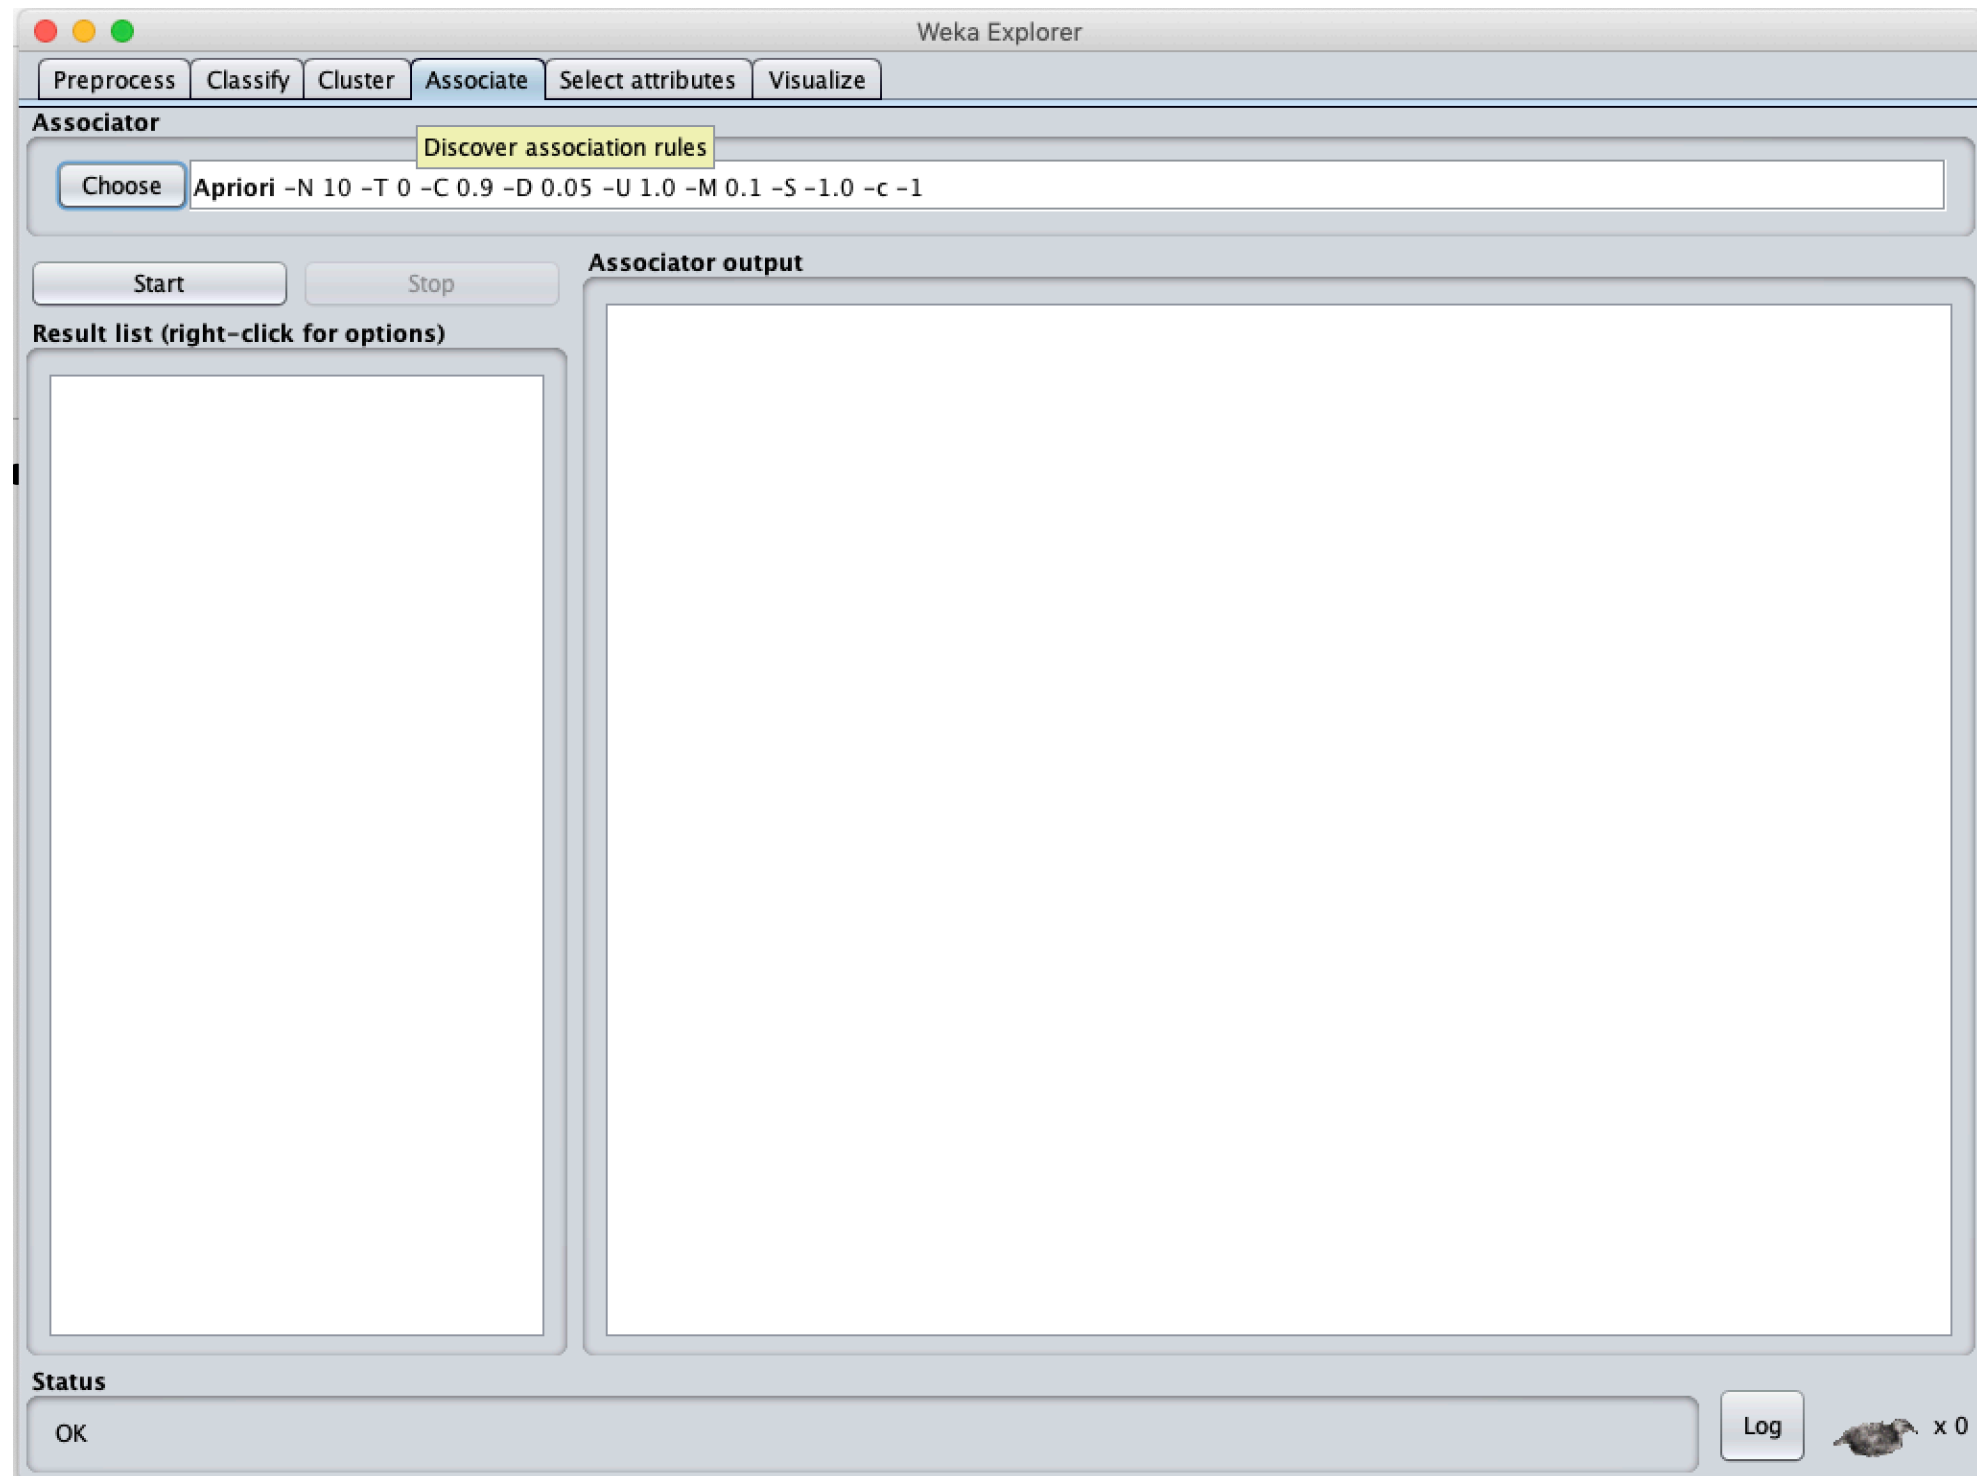 Weka Explorer
Preprocess Classify Cluster Associate Select attributes Visualize
Associator
Discover association rules
Choose Apriori -N 10 -T 0 -C 0.9 -D 0.05 -U 1.0 -M 0.1 -S -1.0 -c -1
Start Stop
Associator output
Result list (right-click for options)
Status
OK
Log x 0